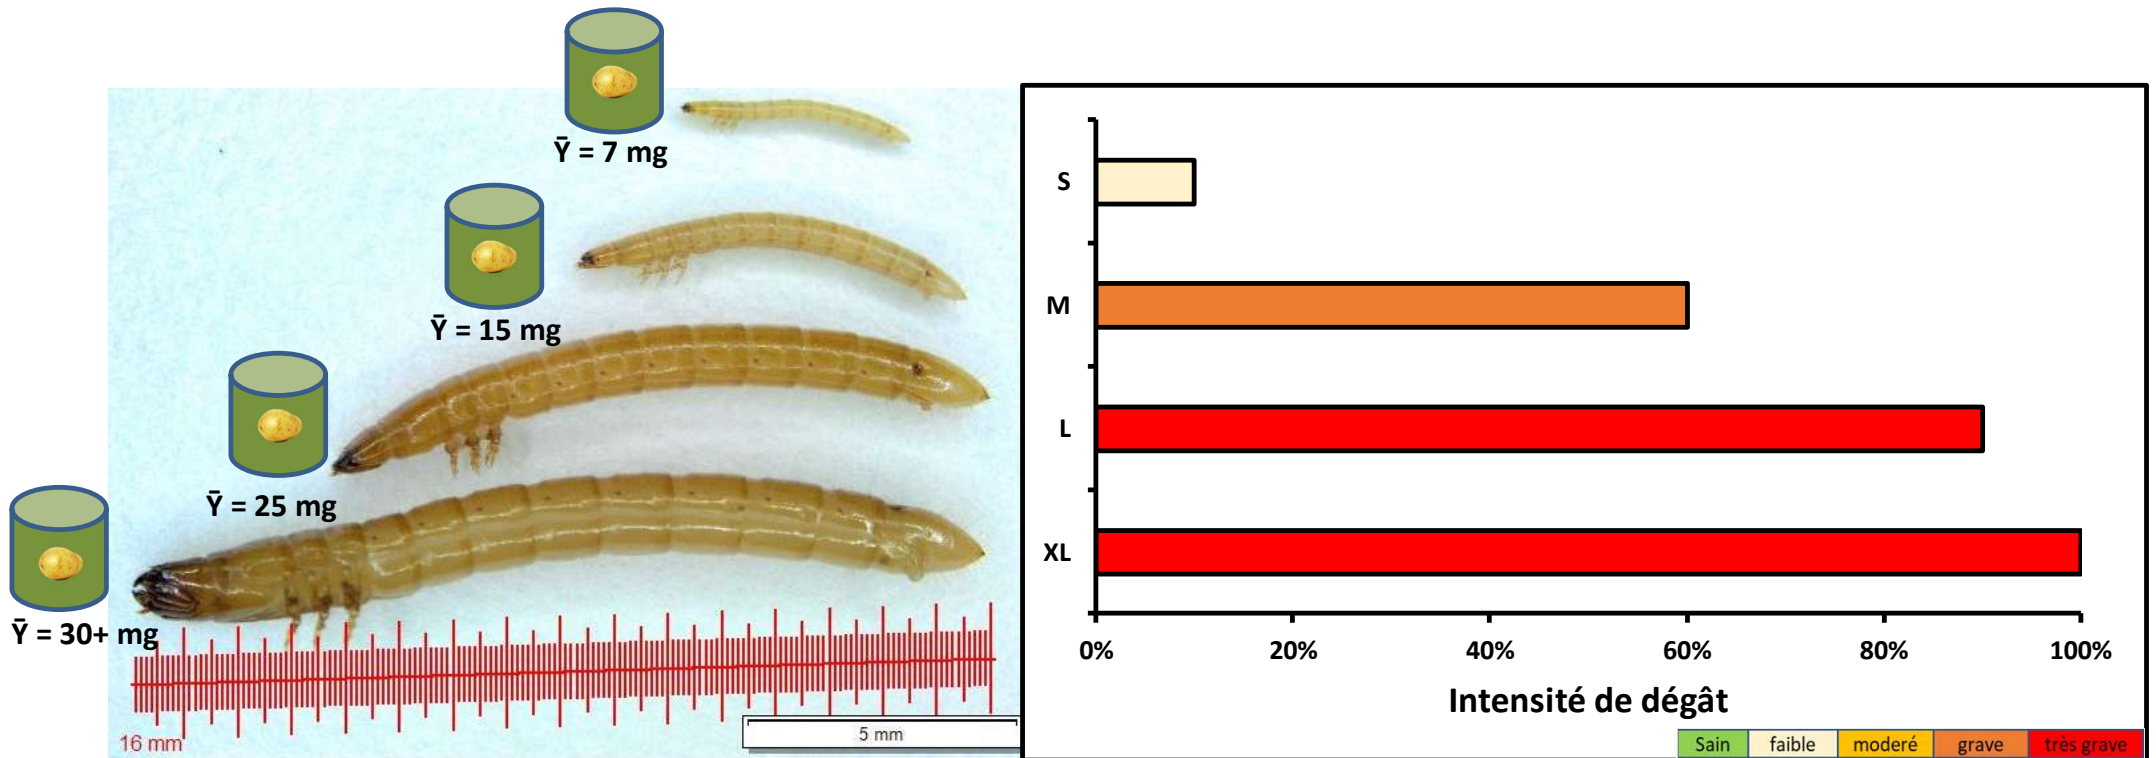 Ȳ = 7 mg
Ȳ = 15 mg
Ȳ = 25 mg
Ȳ = 30+ mg
16 mm
5 mm
S
M
L
XL
0% 20% 40% 60% 80% 100%
Intensité de dégât
Sain faible moderé grave très grave